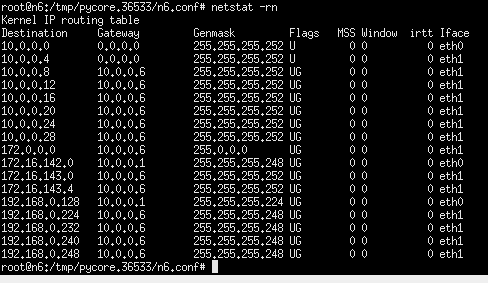 root@n6:/tmp/pycore.36533/n6.conf# netstat -rn
Kernel IP routing table
Destination Gateway Genmask Flags MSS Window irtt Iface
10.0.0.0 0.0.0.0 255.255.255.252 U 0 0 0 eth0
10.0.0.4 0.0.0.0 255.255.255.252 U 0 0 0 eth1
10.0.0.8 10.0.0.6 255.255.255.252 UG 0 0 0 eth1
10.0.0.12 10.0.0.6 255.255.255.252 UG 0 0 0 eth1
10.0.0.16 10.0.0.6 255.255.255.252 UG 0 0 0 eth1
10.0.0.20 10.0.0.6 255.255.255.252 UG 0 0 0 eth1
10.0.0.24 10.0.0.6 255.255.255.252 UG 0 0 0 eth1
10.0.0.28 10.0.0.6 255.255.255.252 UG 0 0 0 eth1
172.0.0.0 10.0.0.6 255.0.0.0 UG 0 0 0 eth1
172.16.142.0 10.0.0.1 255.255.255.248 UG 0 0 0 eth0
172.16.143.0 10.0.0.6 255.255.255.252 UG 0 0 0 eth1
172.16.143.4 10.0.0.6 255.255.255.252 UG 0 0 0 eth1
192.168.0.128 10.0.0.1 255.255.255.224 UG 0 0 0 eth0
192.168.0.224 10.0.0.6 255.255.255.248 UG 0 0 0 eth1
192.168.0.232 10.0.0.6 255.255.255.248 UG 0 0 0 eth1
192.168.0.240 10.0.0.6 255.255.255.248 UG 0 0 0 eth1
192.168.0.248 10.0.0.6 255.255.255.248 UG 0 0 0 eth1
root@n6:/tmp/pycore.36533/n6.conf#